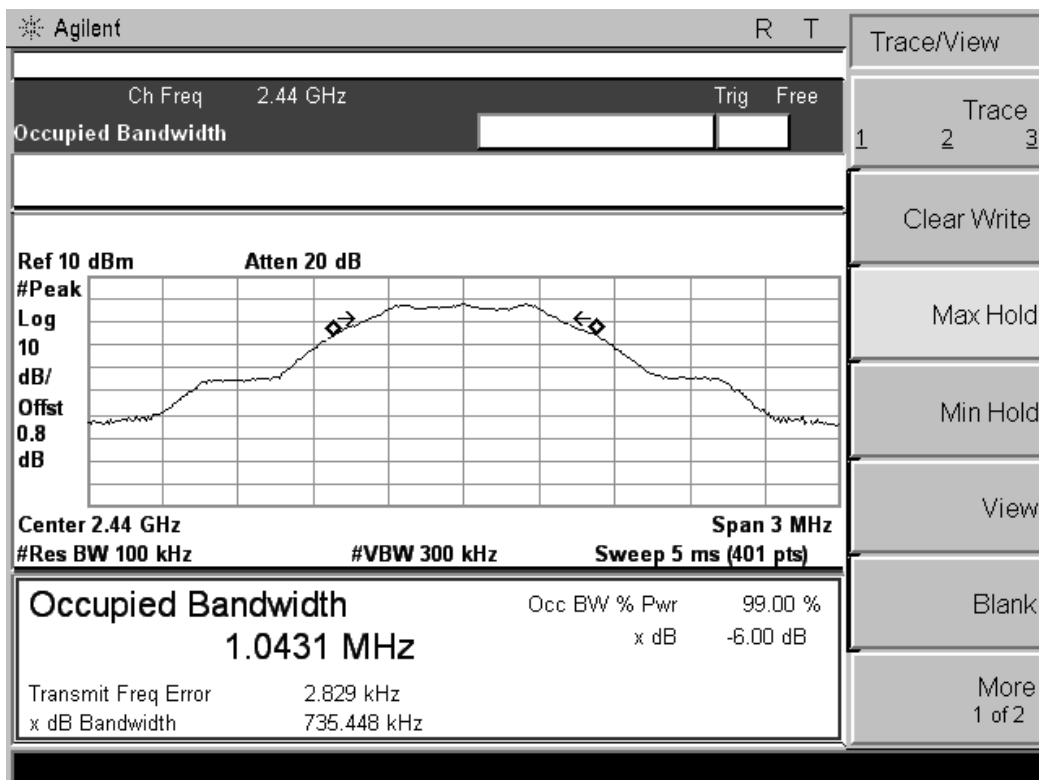 Agilent R T
Trace/View
Ch Freq 2.44 GHz Trig Free
Occupied Bandwidth
Trace
1 2 3
Clear Write
Max Hold
Min Hold
View
Blank
More
1 of 2
Ref 10 dBm Atten 20 dB
#Peak
Log
10
dB/
Offst
0.8
dB
Center 2.44 GHz Span 3 MHz
#Res BW 100 kHz #VBW 300 kHz Sweep 5 ms (401 pts)
Occupied Bandwidth Occ BW % Pwr 99.00 %
1.0431 MHz x dB -6.00 dB
Transmit Freq Error 2.829 kHz
x dB Bandwidth 735.448 kHz